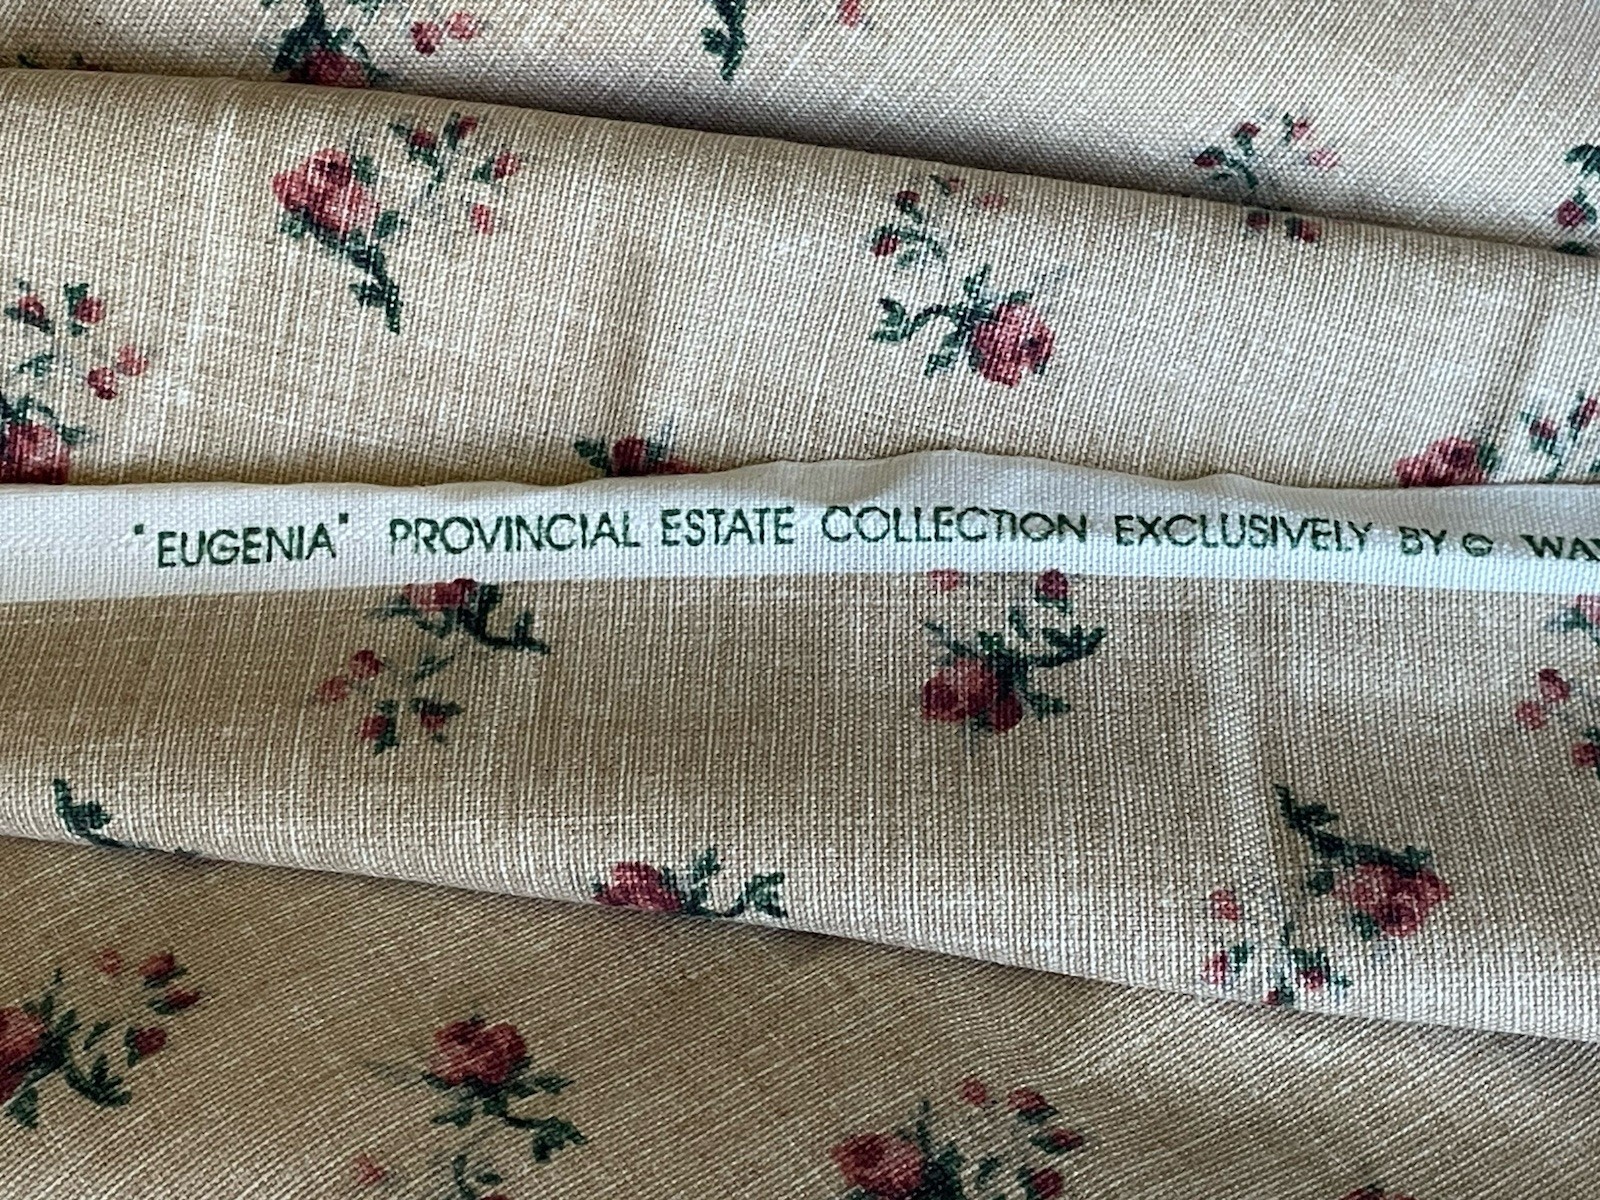 "EUGENIA" PROVINCIAL ESTATE COLLECTION EXCLUSIVELY BY ©